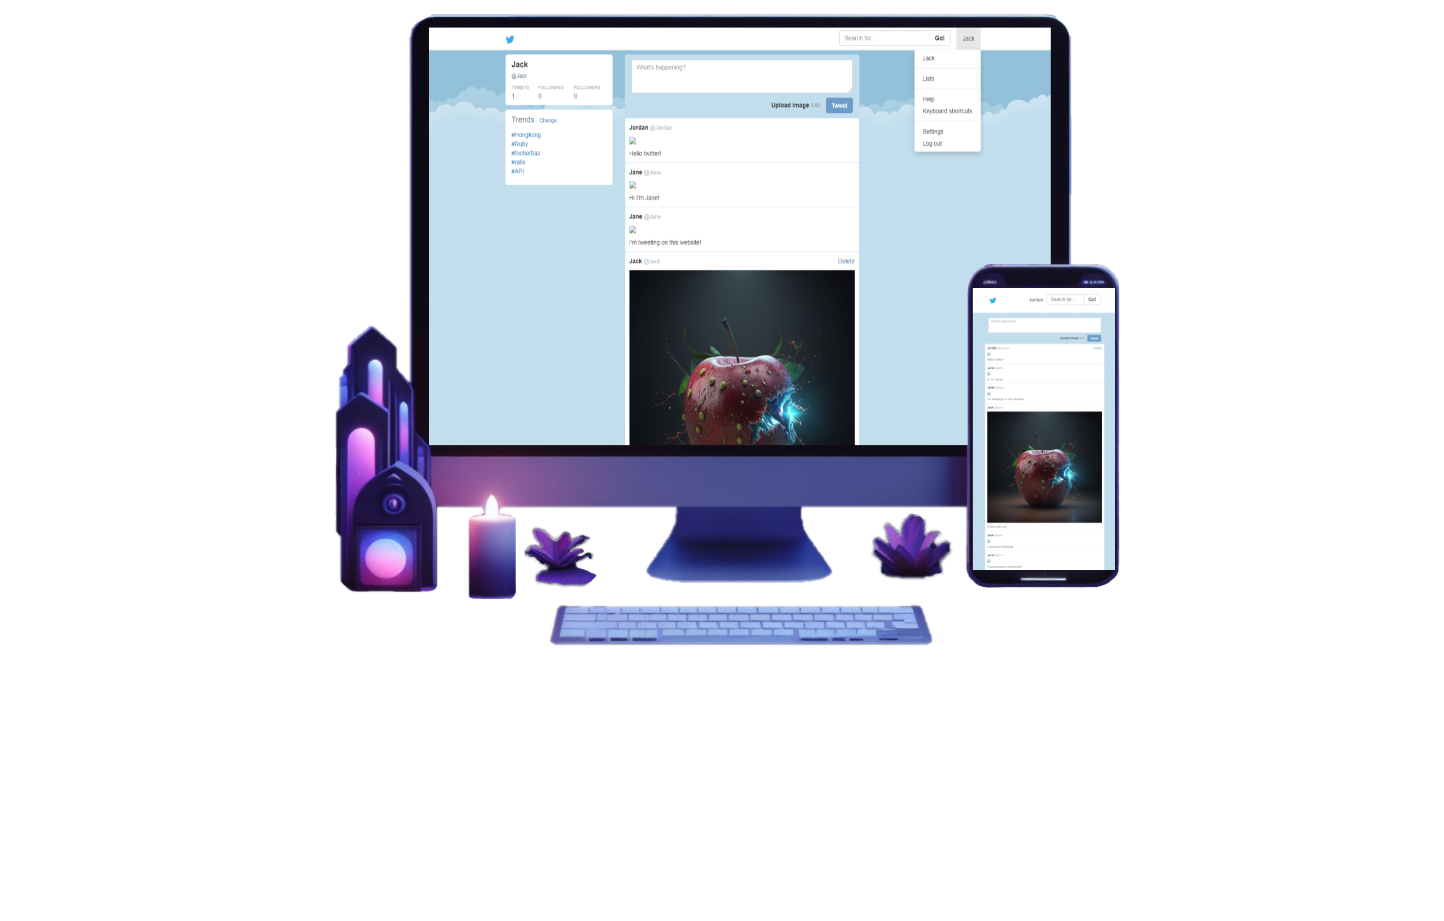 Search for...
Go!
Jack
Jack
@Jack
TWEETS FOLLOWING FOLLOWERS
1 0 0
Trends · Change
#Hongkong
#Ruby
#foobarbaz
#rails
#API
What's happening?
Upload image 140 Tweet
Jordan @Jordan
Hello twitter!
Jane @Jane
Hi I'm Jane!
Jane @Jane
I'm tweeting on this website!
Jack @Jack Delete
Jack
Lists
Help
Keyboard shortcuts
Settings
Log out
Jordan Search for... Go!
Upload image Tweet